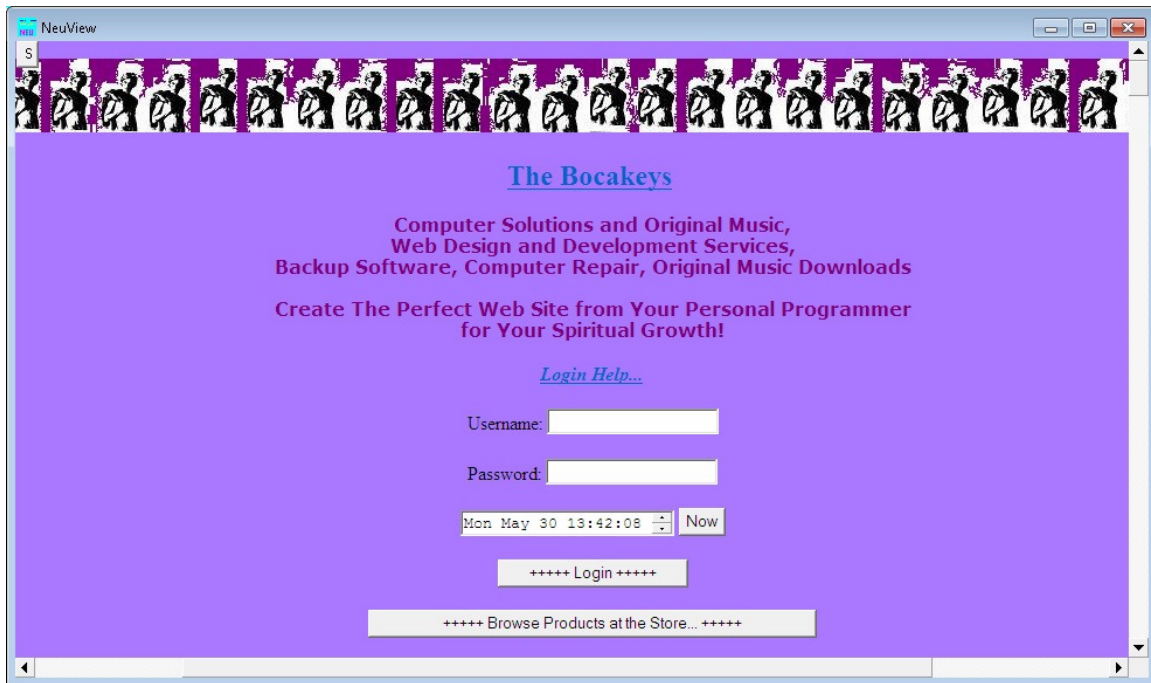 NEU NeuView
S
The Bocakeys
Computer Solutions and Original Music,
Web Design and Development Services,
Backup Software, Computer Repair, Original Music Downloads
Create The Perfect Web Site from Your Personal Programmer
for Your Spiritual Growth!
Login Help...
Username:
Password:
Mon May 30 13:42:08 Now
+++++ Login +++++
+++++ Browse Products at the Store... +++++